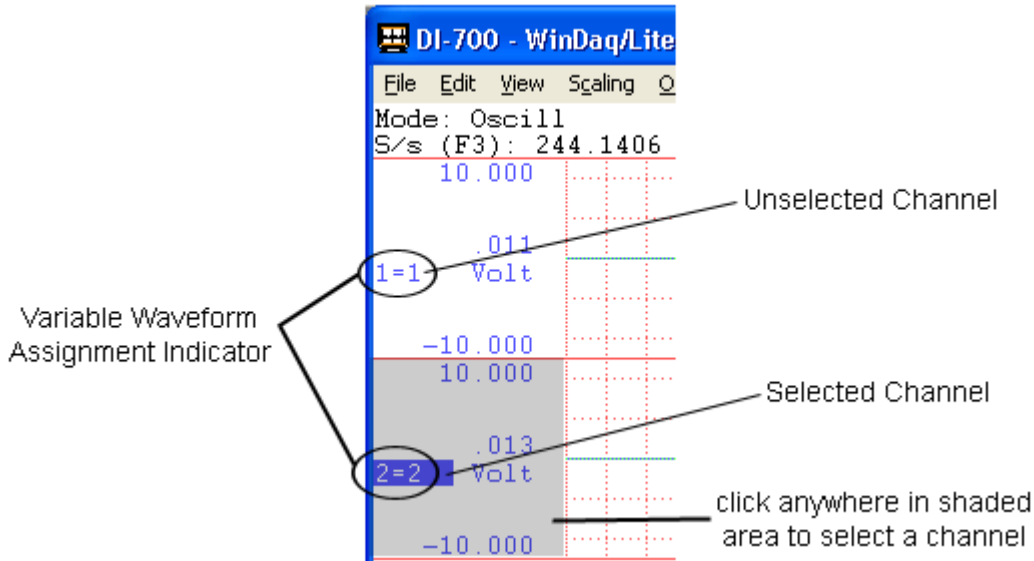 DI-700 - WinDaq/Lite
File Edit View Scaling O
Mode: Oscill
S/s (F3): 244.1406
10.000
Unselected Channel
.011
1=1 Volt
Variable Waveform
Assignment Indicator
-10.000
10.000
Selected Channel
.013
2=2 Volt
click anywhere in shaded
area to select a channel
-10.000